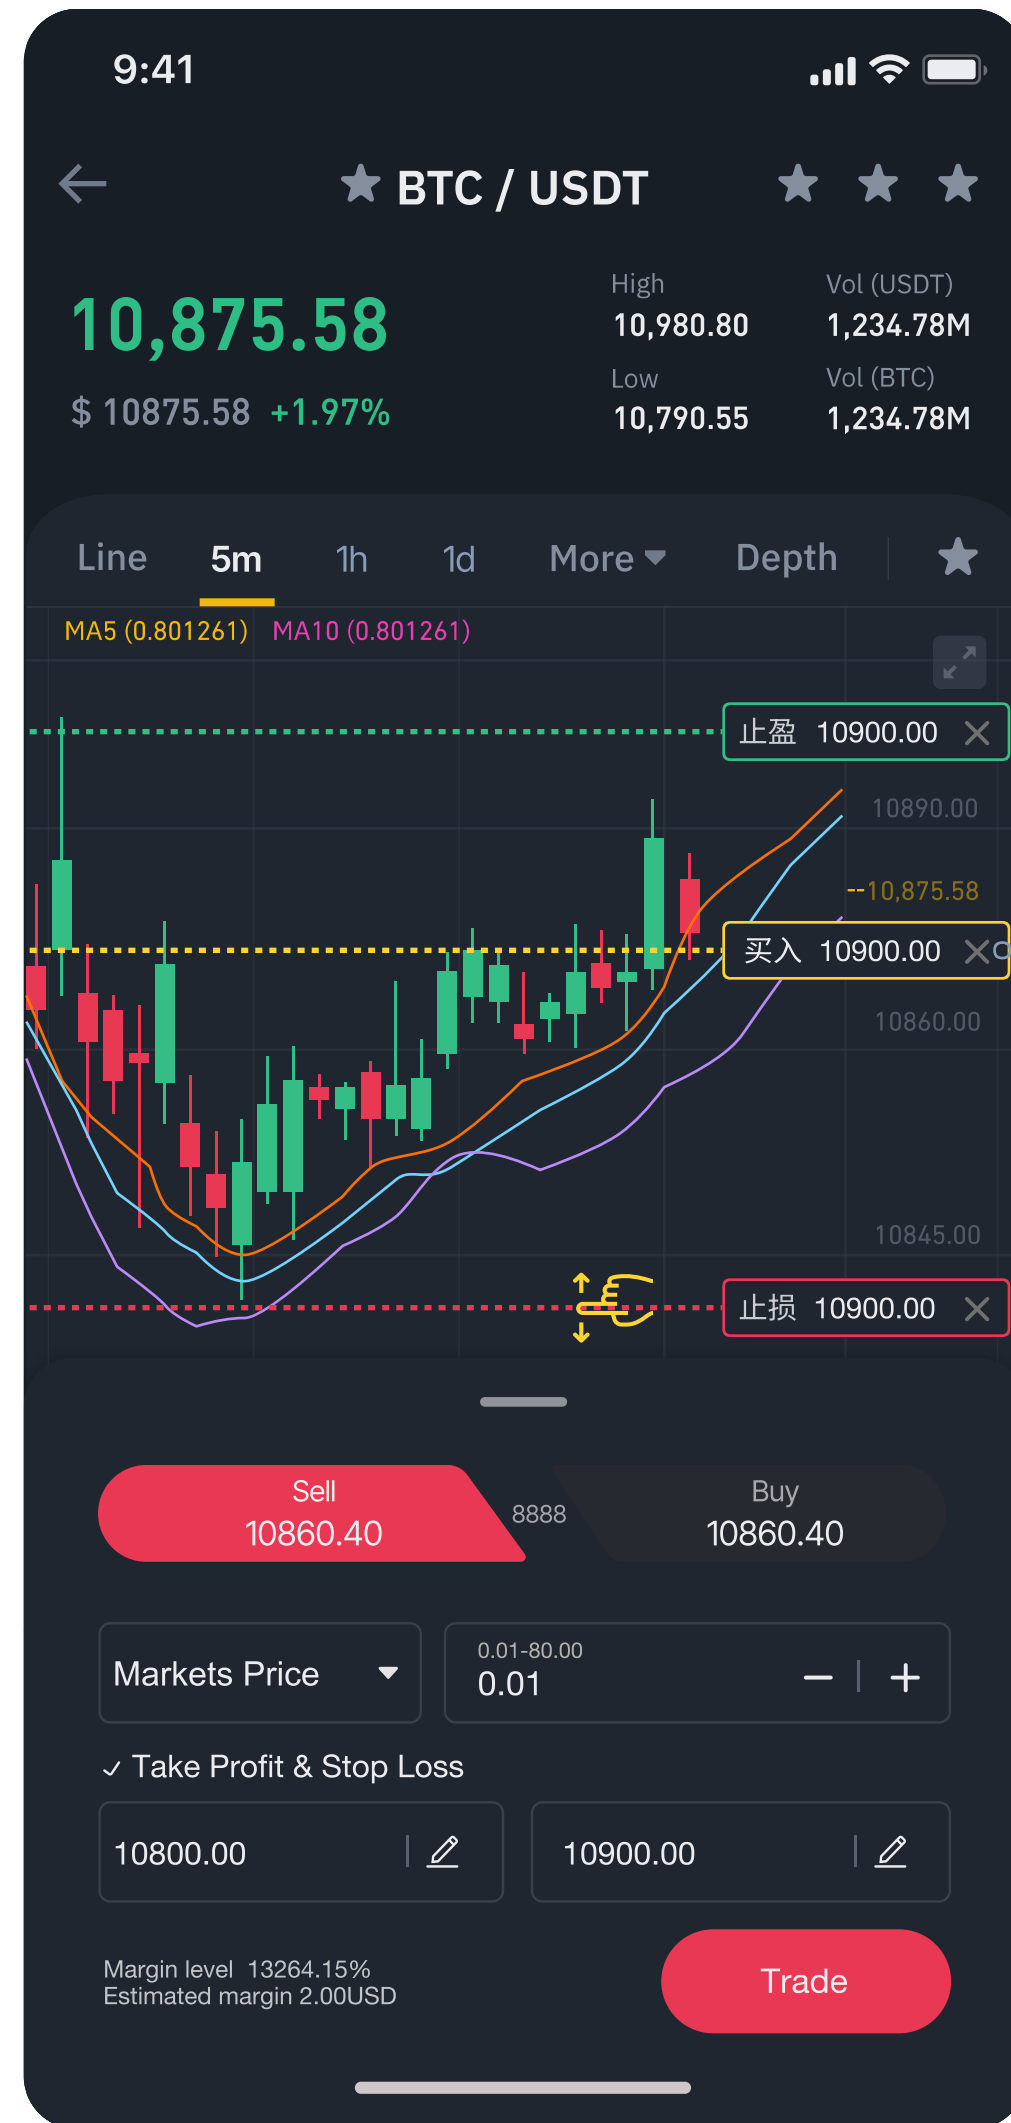 9:41
BTC / USDT
10,875.58
$ 10875.58 +1.97%
High
10,980.80
Vol (USDT)
1,234.78M
Low
10,790.55
Vol (BTC)
1,234.78M
Line 5m 1h 1d More Depth
MA5 (0.801261) MA10 (0.801261)
止盈 10900.00
10890.00
--10,875.58
买入 10900.00
10860.00
10845.00
止损 10900.00
Sell
10860.40
8888
Buy
10860.40
Markets Price
0.01-80.00
0.01
Take Profit & Stop Loss
10800.00
10900.00
Margin level 13264.15%
Estimated margin 2.00USD
Trade